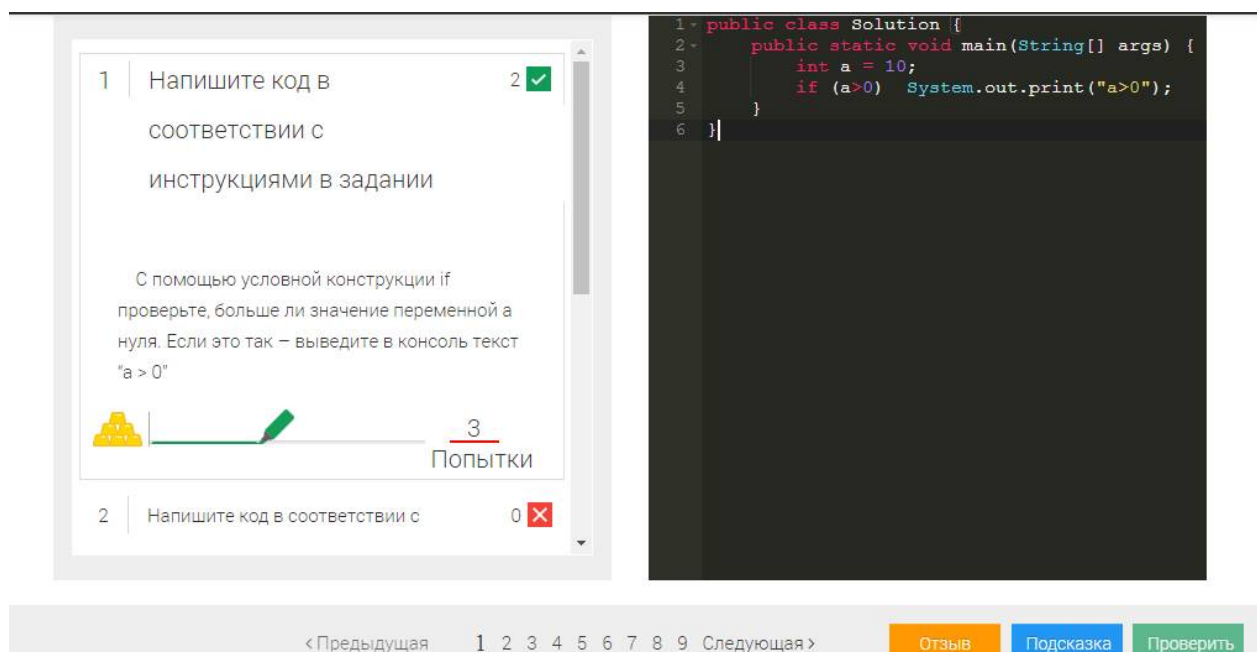 1 Напишите код в 2
соответствии с
инструкциями в задании
С помощью условной конструкции if
проверьте, больше ли значение переменной а
нуля. Если это так – выведите в консоль текст
"a > 0"
3
Попытки
2 Напишите код в соответствии с 0
1 public class Solution {
2 public static void main(String[] args) {
3 int a = 10;
4 if (a>0) System.out.print("a>0");
5 }
6 }
<Предыдущая 1 2 3 4 5 6 7 8 9 Следующая> Отзыв Подсказка Проверить